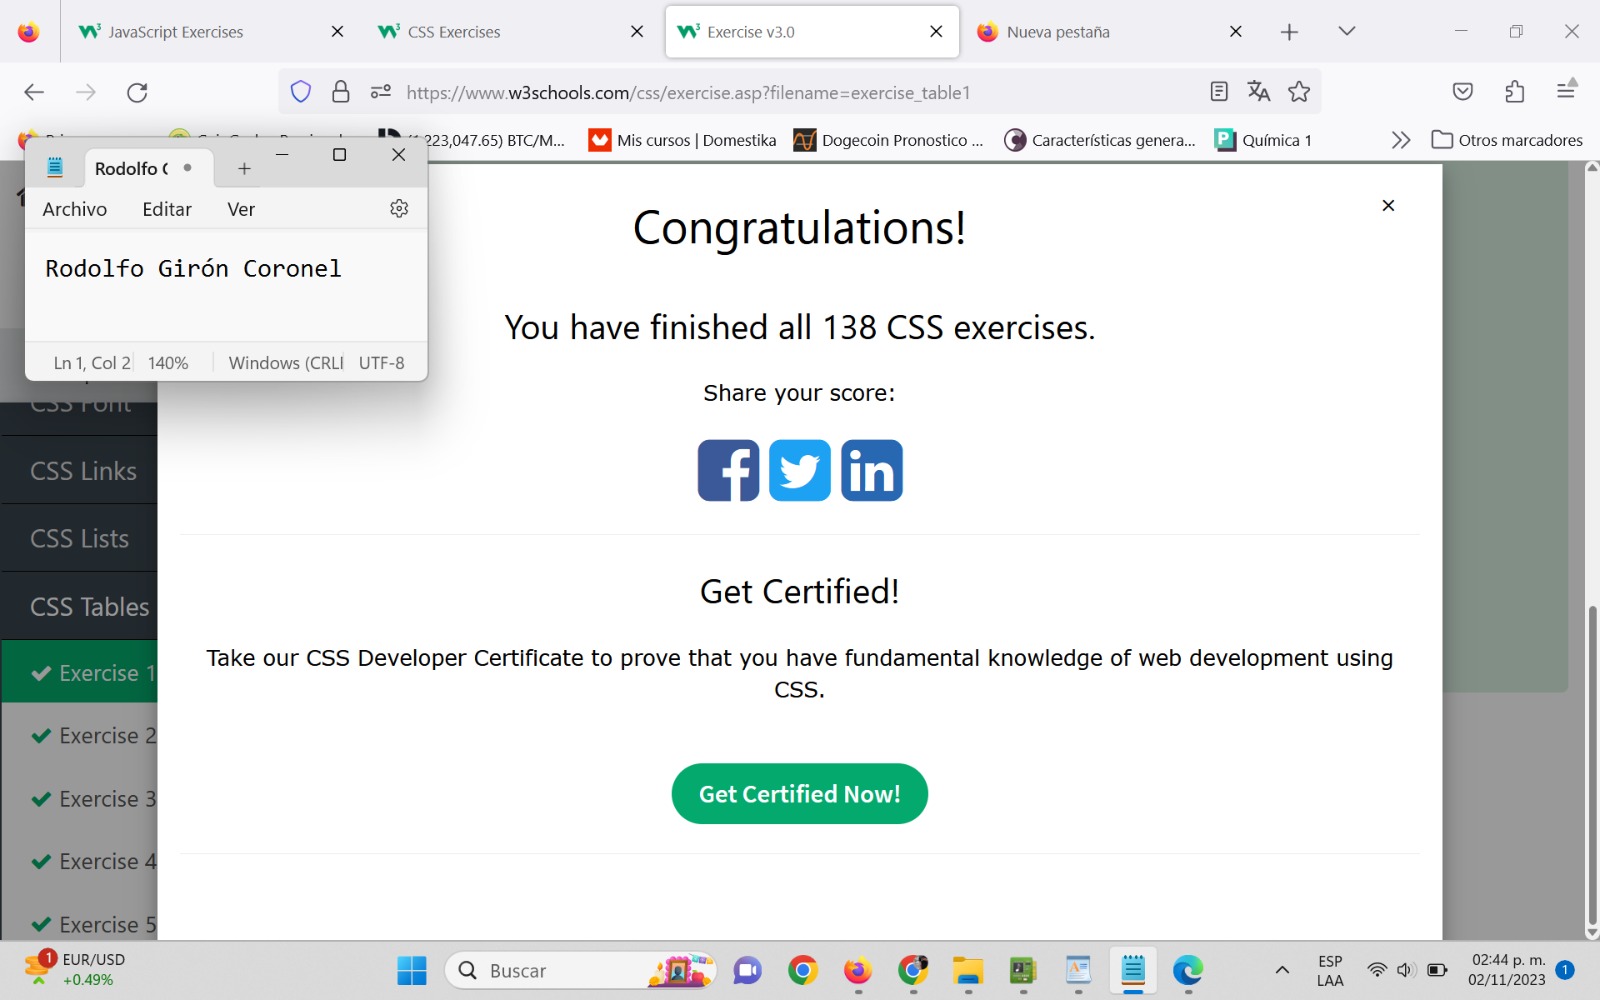 JavaScript Exercises
CSS Exercises
Exercise v3.0
Nueva pestaña
https://www.w3schools.com/css/exercise.asp?filename=exercise_table1
223,047.65) BTC/M...
Mis cursos | Domestika
Dogecoin Pronostico ...
Características genera...
Química 1
Otros marcadores
Rodolfo
Archivo
Editar
Ver
Rodolfo Girón Coronel
Ln 1, Col 2
140%
Windows (CRLI
UTF-8
×
Congratulations!
You have finished all 138 CSS exercises.
Share your score:
Get Certified!
Take our CSS Developer Certificate to prove that you have fundamental knowledge of web development using
CSS.
Get Certified Now!
CSS Font
CSS Links
CSS Lists
CSS Tables
Exercise 1
Exercise 2
Exercise 3
Exercise 4
Exercise 5
1
EUR/USD
+0.49%
Buscar
ESP
LAA
02:44 p. m.
02/11/2023
1